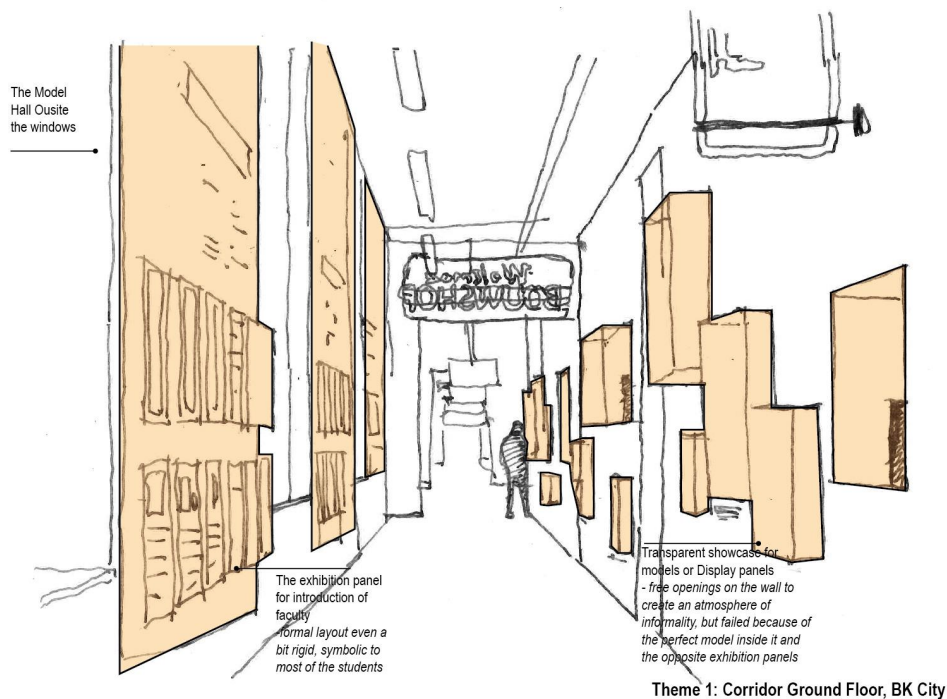 The Model
Hall Ousite
the windows
BOUWSHOP
The exhibition panel
for introduction of
faculty
-formal layout even a
bit rigid, symbolic to
most of the students
Transparent showcase for
models or Display panels
- free openings on the wall to
create an atmosphere of
informality, but failed because of
the perfect model inside it and
the opposite exhibition panels
Theme 1: Corridor Ground Floor, BK City